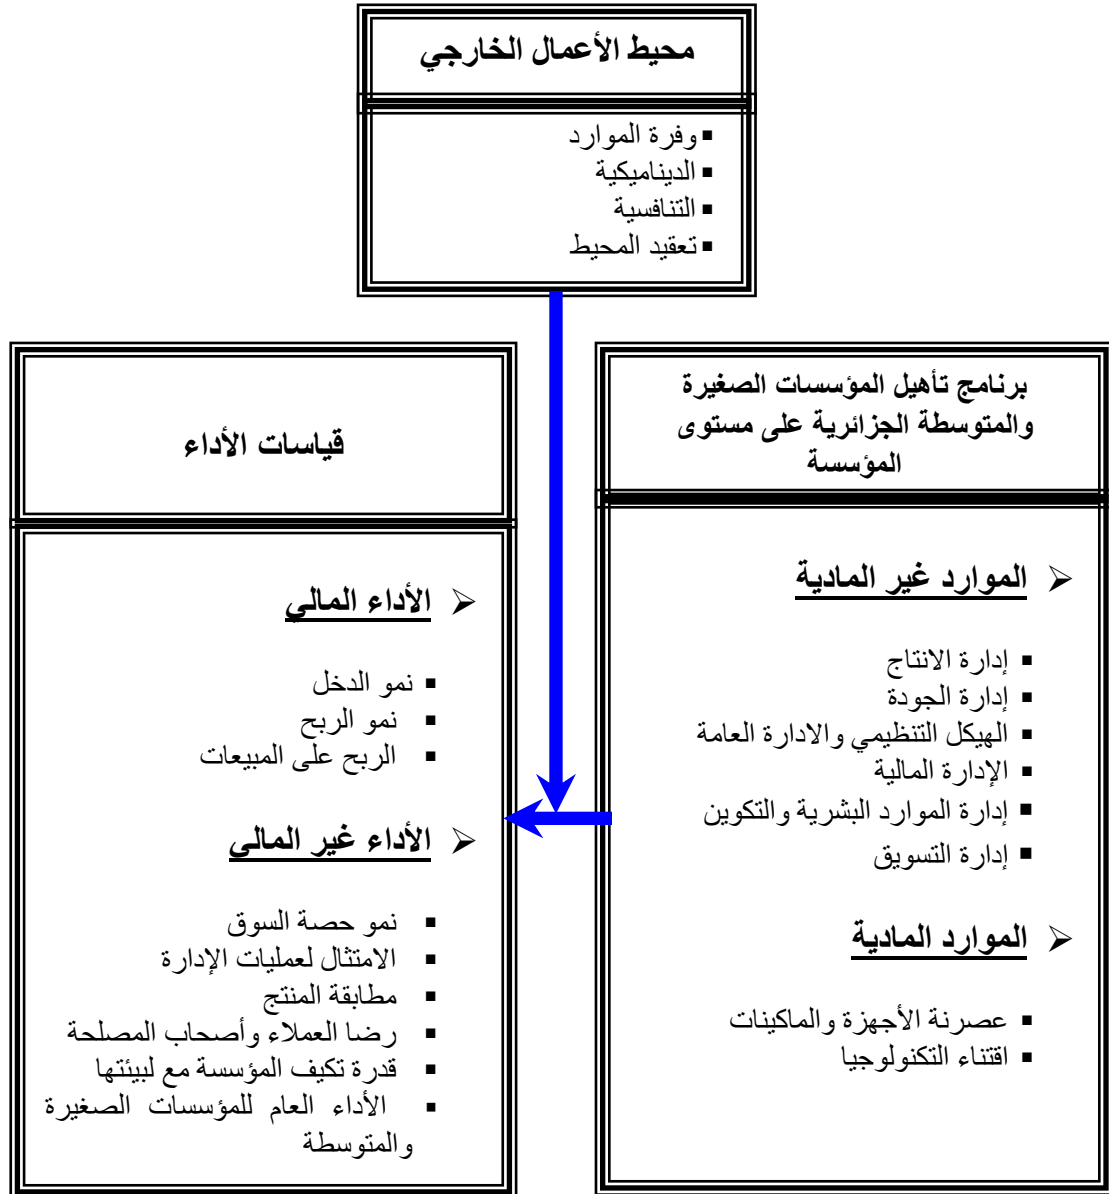 محيط الأعمال الخارجي
▪ وفرة الموارد
▪ الديناميكية
▪ التنافسية
▪ تعقيد المحيط
برنامج تأهيل المؤسسات الصغيرة
والمتوسطة الجزائرية على مستوى
المؤسسة
➢ الموارد غير المادية
▪ إدارة الانتاج
▪ إدارة الجودة
▪ الهيكل التنظيمي والادارة العامة
▪ الإدارة المالية
▪ إدارة الموارد البشرية والتكوين
▪ إدارة التسويق
➢ الموارد المادية
▪ عصرنة الأجهزة والماكينات
▪ اقتناء التكنولوجيا
قياسات الأداء
➢ الأداء المالي
▪ نمو الدخل
▪ نمو الربح
▪ الربح على المبيعات
➢ الأداء غير المالي
▪ نمو حصة السوق
▪ الامتثال لعمليات الإدارة
▪ مطابقة المنتج
▪ رضا العملاء وأصحاب المصلحة
▪ قدرة تكيف المؤسسة مع لبيئتها
▪ الأداء العام للمؤسسات الصغيرة
والمتوسطة